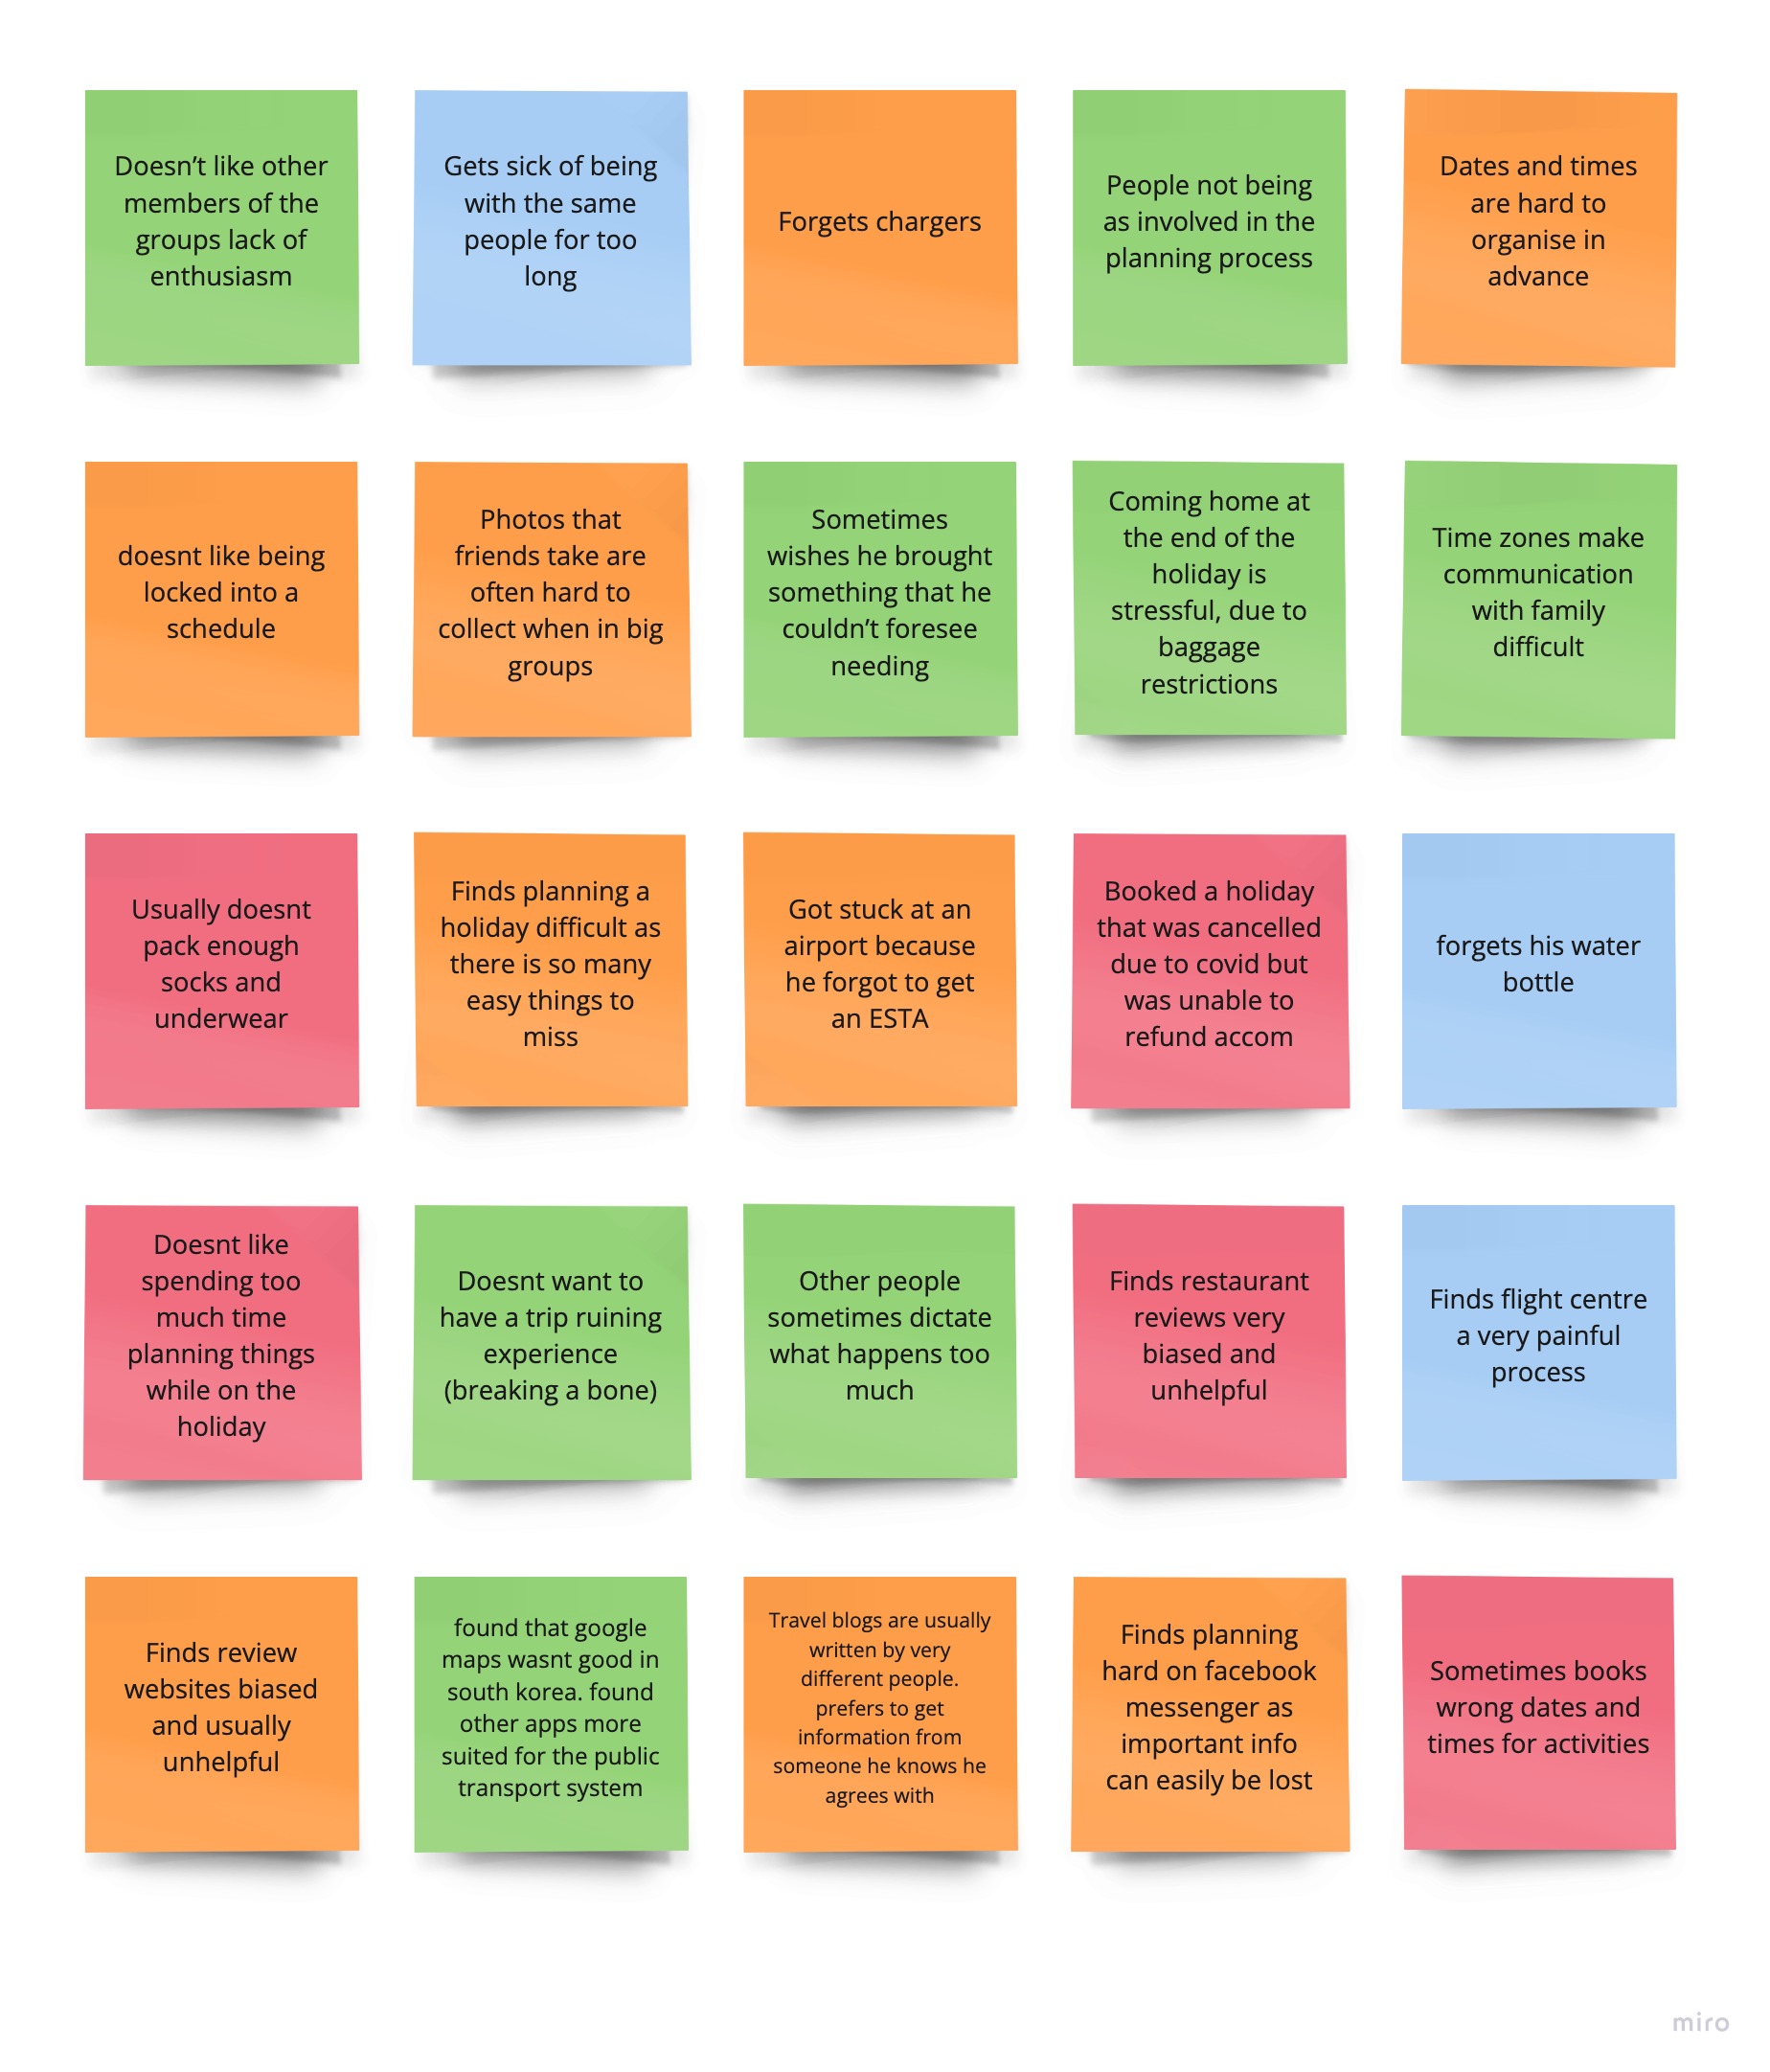 Doesn’t like other
members of the
groups lack of
enthusiasm
Gets sick of being
with the same
people for too
long
Forgets chargers
People not being
as involved in the
planning process
Dates and times
are hard to
organise in
advance
doesnt like being
locked into a
schedule
Photos that
friends take are
often hard to
collect when in big
groups
Sometimes
wishes he brought
something that he
couldn’t foresee
needing
Coming home at
the end of the
holiday is
stressful, due to
baggage
restrictions
Time zones make
communication
with family
difficult
Usually doesnt
pack enough
socks and
underwear
Finds planning a
holiday difficult as
there is so many
easy things to
miss
Got stuck at an
airport because
he forgot to get
an ESTA
Booked a holiday
that was cancelled
due to covid but
was unable to
refund accom
forgets his water
bottle
Doesnt like
spending too
much time
planning things
while on the
holiday
Doesnt want to
have a trip ruining
experience
(breaking a bone)
Other people
sometimes dictate
what happens too
much
Finds restaurant
reviews very
biased and
unhelpful
Finds flight centre
a very painful
process
Finds review
websites biased
and usually
unhelpful
found that google
maps wasnt good in
south korea. found
other apps more
suited for the public
transport system
Travel blogs are usually
written by very
different people.
prefers to get
information from
someone he knows he
agrees with
Finds planning
hard on facebook
messenger as
important info
can easily be lost
Sometimes books
wrong dates and
times for activities
miro